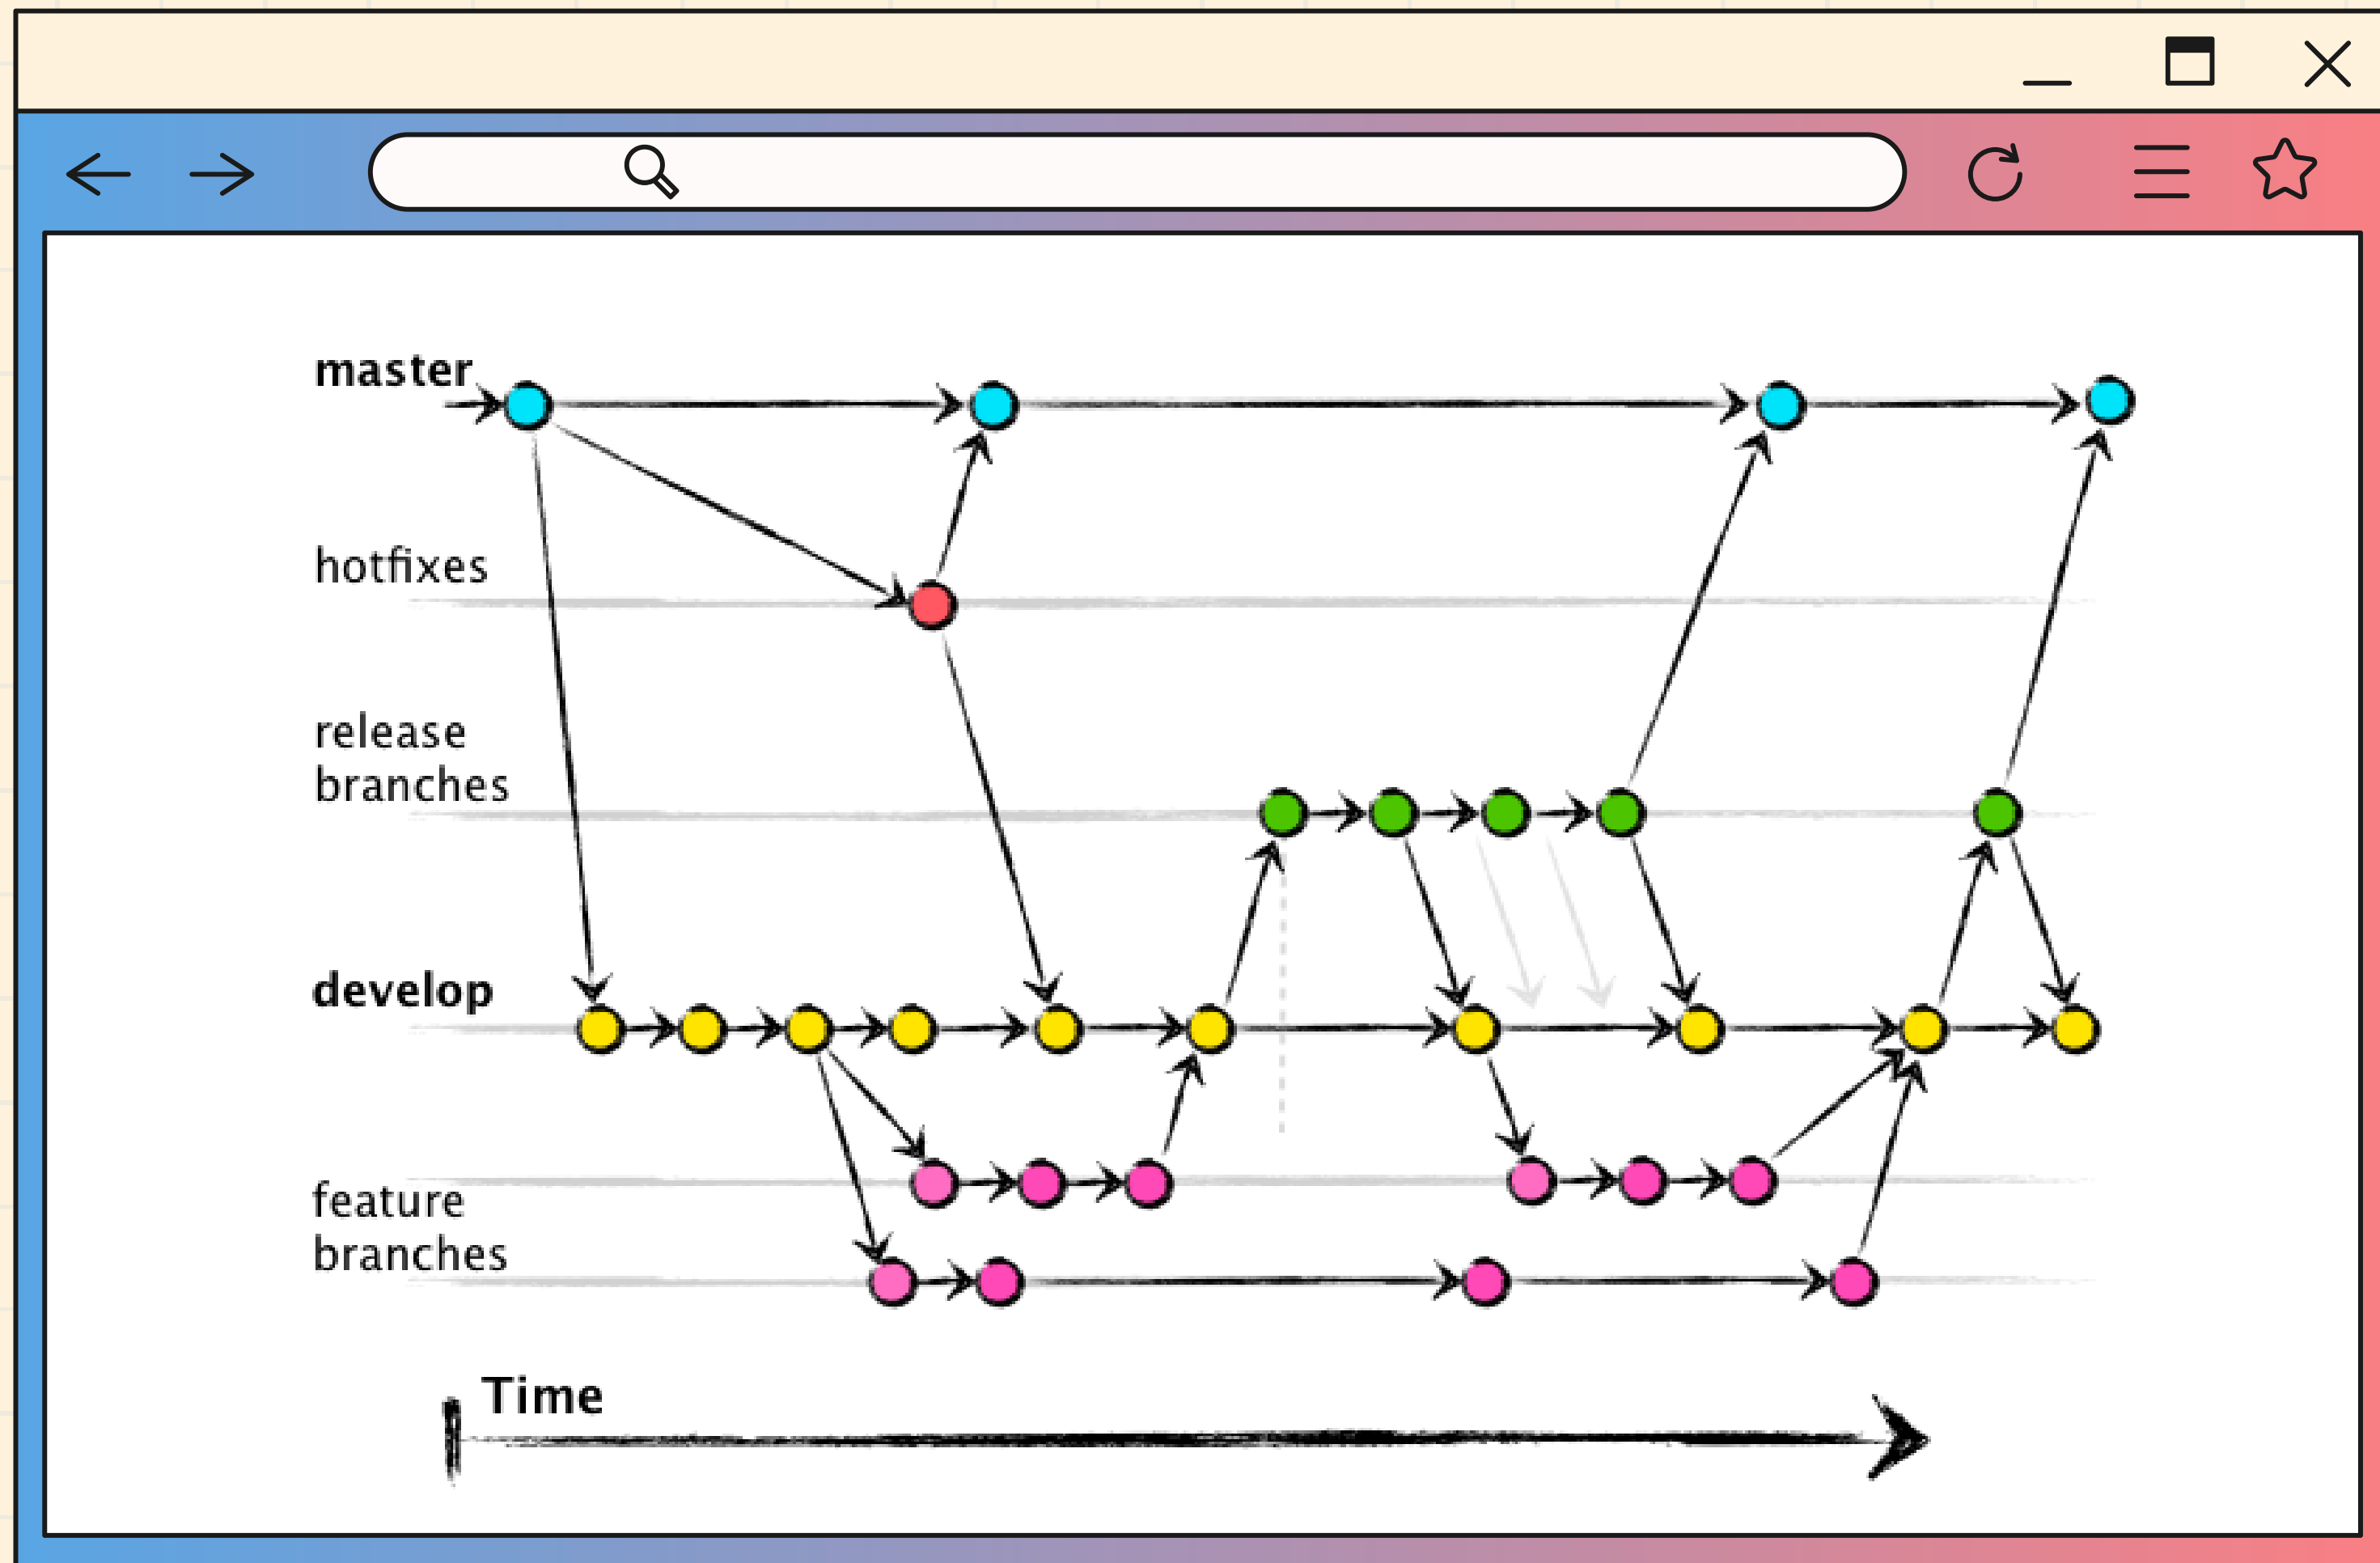 master
hotfixes
release
branches
develop
feature
branches
Time